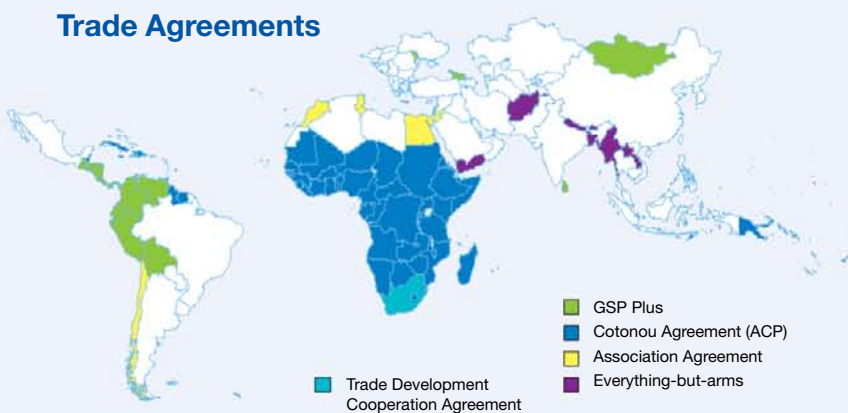 Trade Agreements
GSP Plus
Cotonou Agreement (ACP)
Association Agreement
Everything-but-arms
Trade Development
Cooperation Agreement